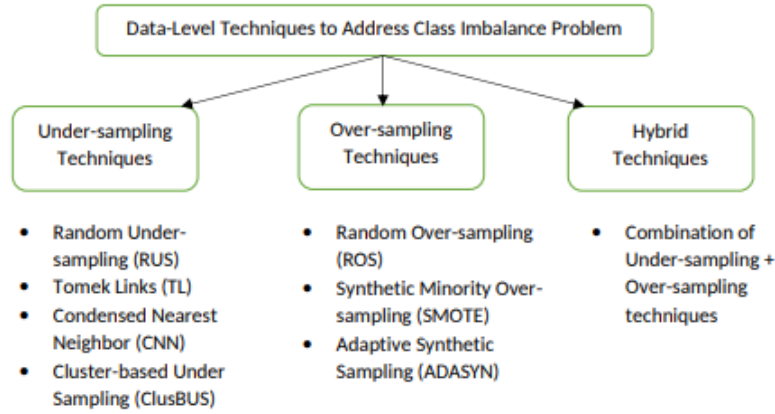 Data-Level Techniques to Address Class Imbalance Problem
Under-sampling
Techniques
Over-sampling
Techniques
Hybrid
Techniques
• Random Under-
sampling (RUS)
• Tomek Links (TL)
• Condensed Nearest
Neighbor (CNN)
• Cluster-based Under
Sampling (ClusBUS)
• Random Over-sampling
(ROS)
• Synthetic Minority Over-
sampling (SMOTE)
• Adaptive Synthetic
Sampling (ADASYN)
• Combination of
Under-sampling +
Over-sampling
techniques